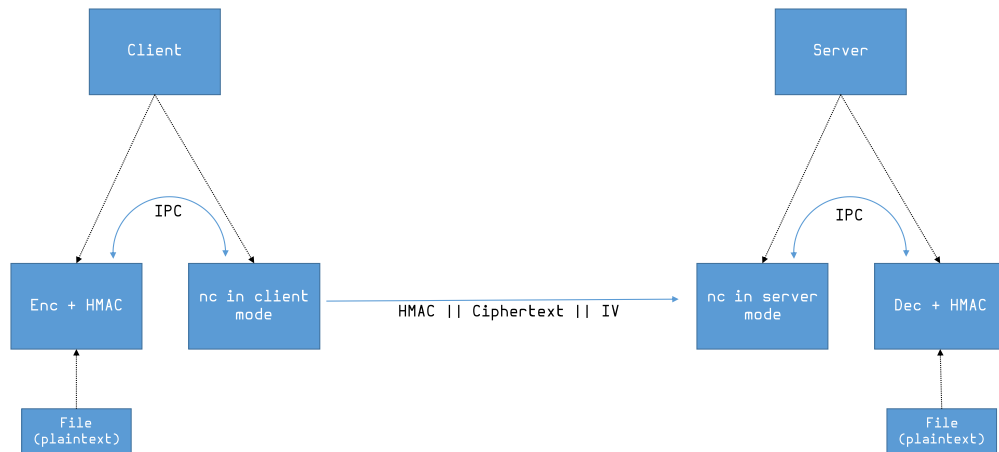 Client
Server
IPC
IPC
Enc + HMAC
nc in client
mode
HMAC || Ciphertext || IV
nc in server
mode
Dec + HMAC
File
(plaintext)
File
(plaintext)